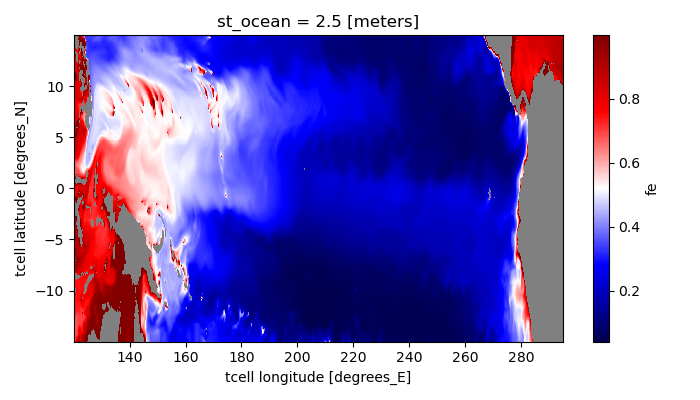 st_ocean = 2.5 [meters]
10
5
0
−5
−10
tcell latitude [degrees_N]
140 160 180 200 220 240 260 280
tcell longitude [degrees_E]
0.8
0.6
0.4
0.2
fe